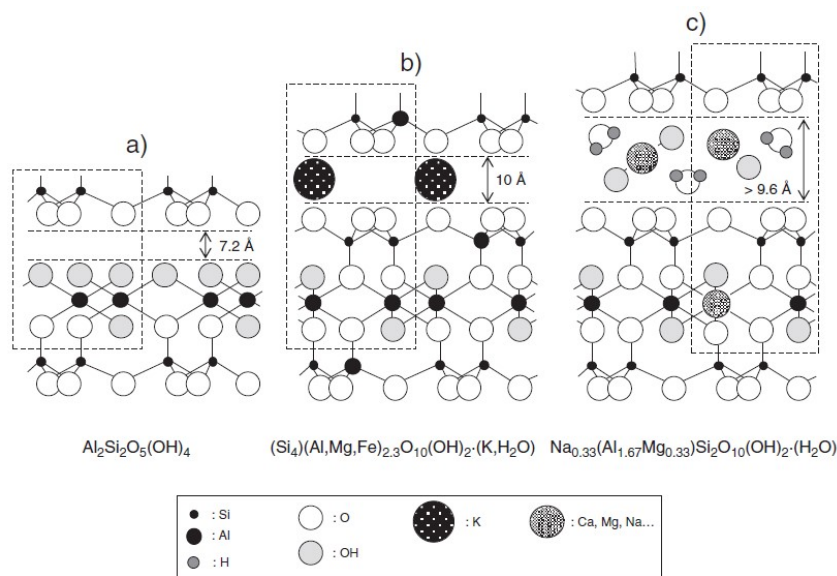 a)
b)
c)
7.2 Å
10 Å
> 9.6 Å
Al2Si2O5(OH)4
(Si4)(Al,Mg,Fe)2.3O10(OH)2·(K,H2O)
Na0.33(Al1.67Mg0.33)Si2O10(OH)2·(H2O)
: Si
: Al
: H
: O
: OH
: K
: Ca, Mg, Na...